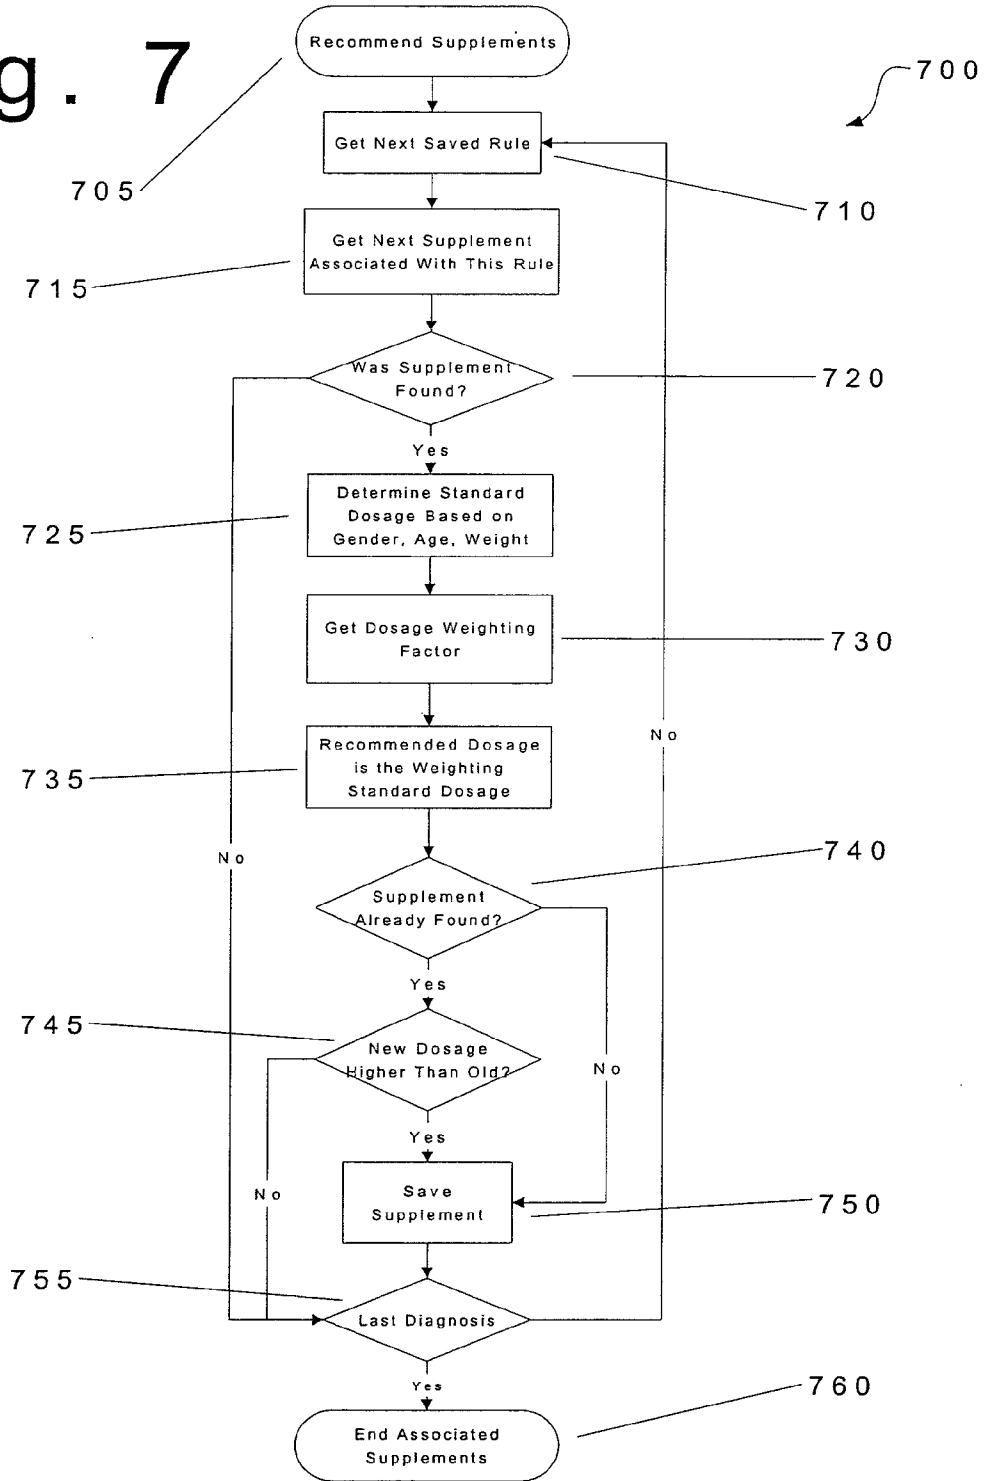 g. 7
Recommend Supplements
700
705
Get Next Saved Rule
710
Get Next Supplement
Associated With This Rule
715
Was Supplement
Found?
720
Yes
Determine Standard
Dosage Based on
Gender, Age, Weight
725
Get Dosage Weighting
Factor
730
Recommended Dosage
is the Weighting
Standard Dosage
735
No
No
740
Supplement
Already Found?
Yes
745
New Dosage
Higher Than Old?
No
Yes
No
Save
Supplement
750
755
Last Diagnosis
Yes
760
End Associated
Supplements